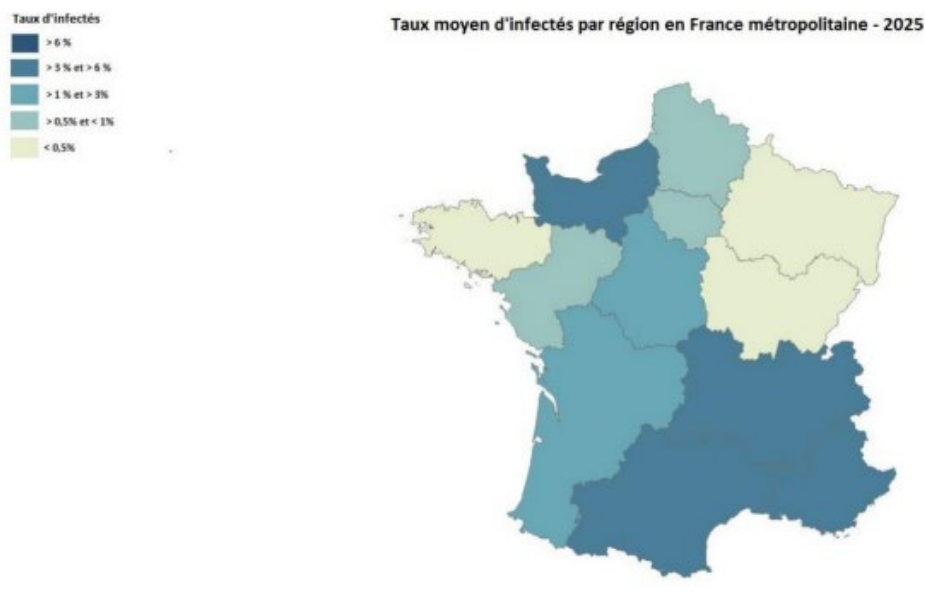 Taux d'infectés
> 6 %
> 3 % et > 6 %
> 1 % et > 3%
> 0,5% et < 1%
< 0,5%
Taux moyen d'infectés par région en France métropolitaine - 2025